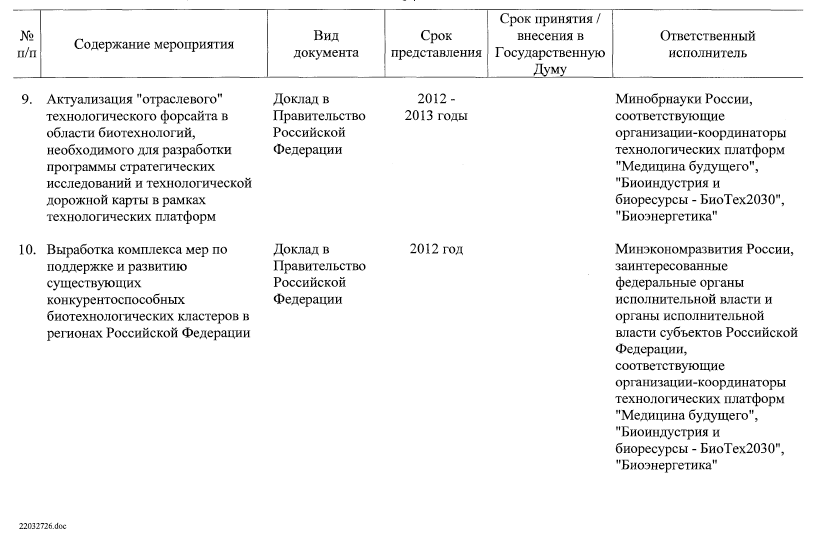 № п/п
Содержание мероприятия
Вид документа
Срок представления
Срок принятия / внесения в Государственную Думу
Ответственный исполнитель
9.
Актуализация "отраслевого"
технологического форсайта в
области биотехнологий,
необходимого для разработки
программы стратегических
исследований и технологической
дорожной карты в рамках
технологических платформ
Доклад в
Правительство
Российской
Федерации
2012 -
2013 годы
Минобрнауки России,
соответствующие
организации-координаторы
технологических платформ
"Медицина будущего",
"Биоиндустрия и
биоресурсы - БиоТех2030",
"Биоэнергетика"
10.
Выработка комплекса мер по
поддержке и развитию
существующих
конкурентоспособных
биотехнологических кластеров в
регионах Российской Федерации
Доклад в
Правительство
Российской
Федерации
2012 год
Минэкономразвития России,
заинтересованные
федеральные органы
исполнительной власти и
органы исполнительной
власти субъектов Российской
Федерации,
соответствующие
организации-координаторы
технологических платформ
"Медицина будущего",
"Биоиндустрия и
биоресурсы - БиоТех2030",
"Биоэнергетика"
22032726.doc